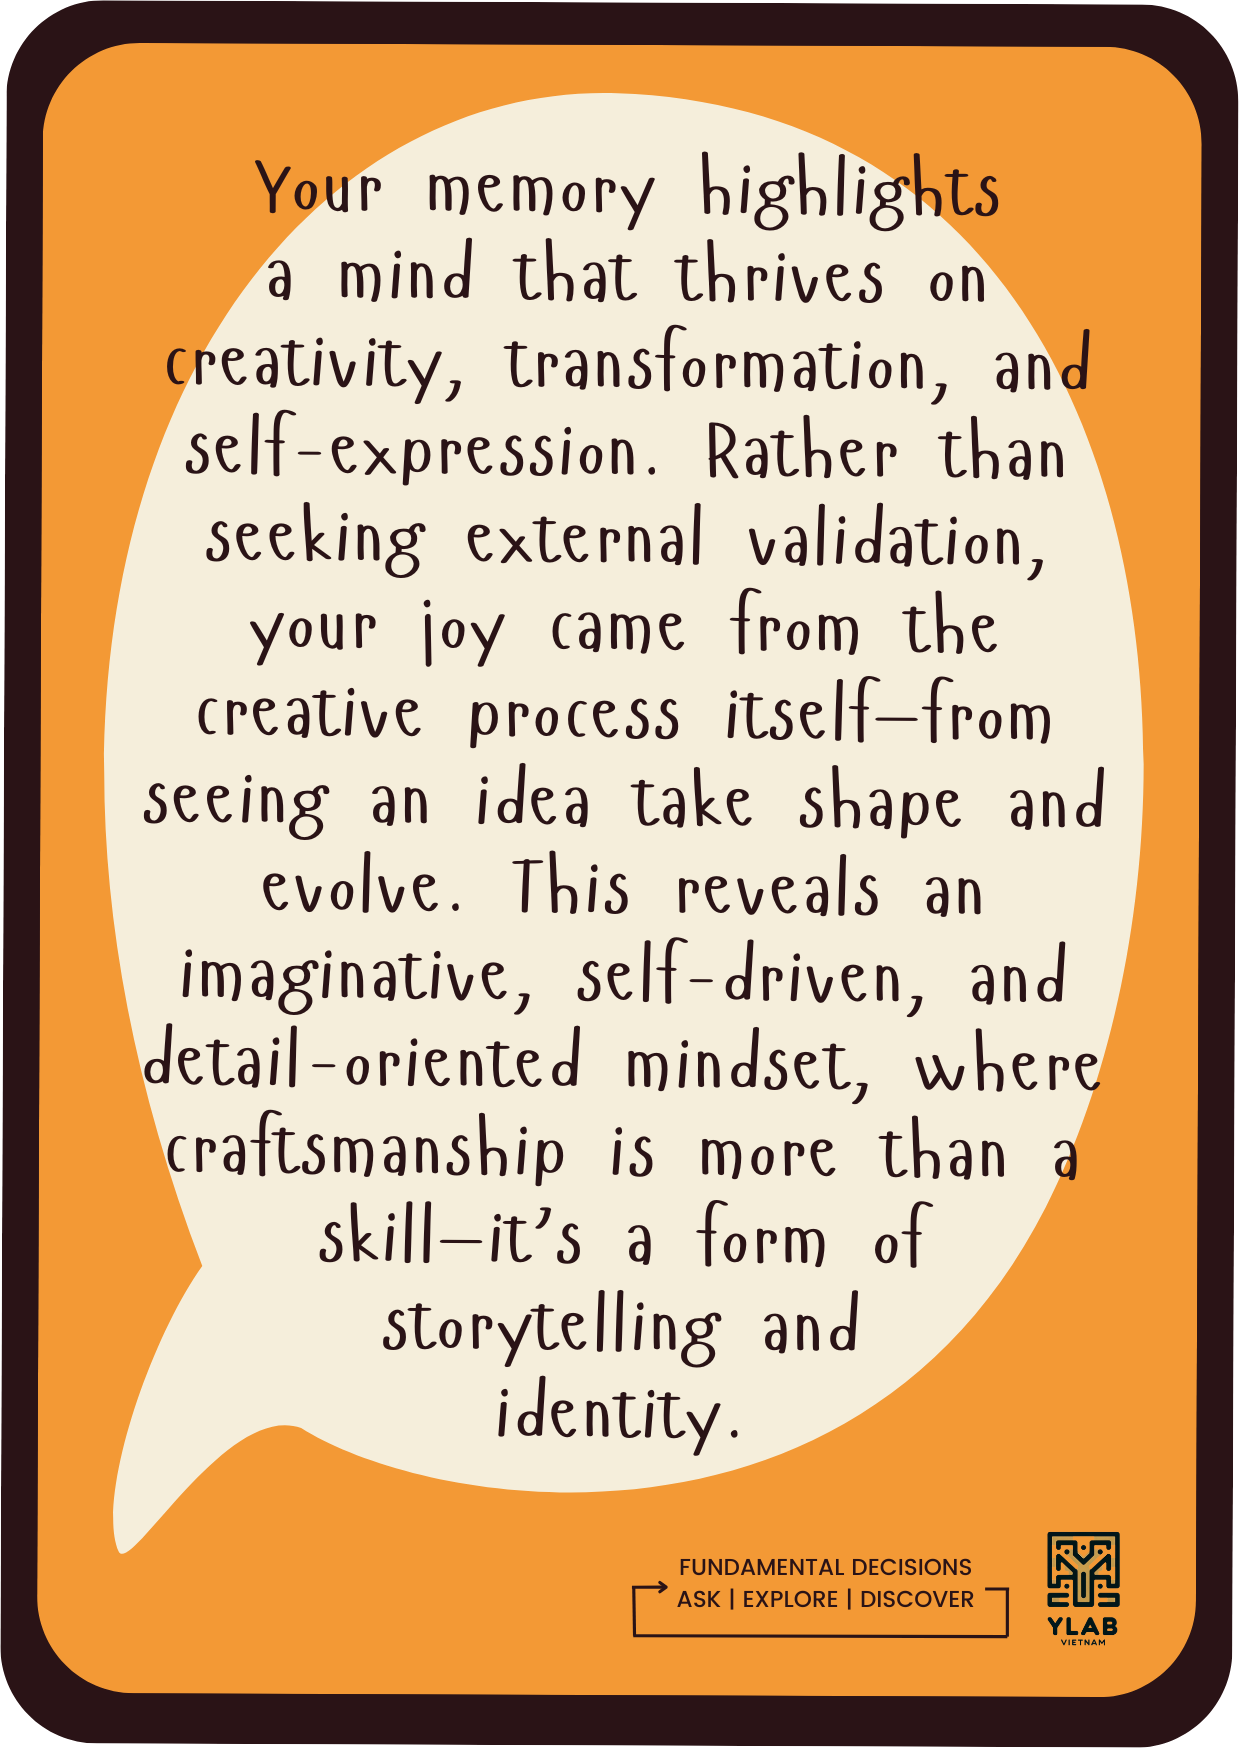 Your memory highlights
a mind that thrives on
creativity, transformation, and
self-expression. Rather than
seeking external validation,
your joy came from the
creative process itself—from
seeing an idea take shape and
evolve. This reveals an
imaginative, self-driven, and
detail-oriented mindset, where
craftsmanship is more than a
skill—it’s a form of
storytelling and
identity.
FUNDAMENTAL DECISIONS
ASK | EXPLORE | DISCOVER
YLAB
VIETNAM